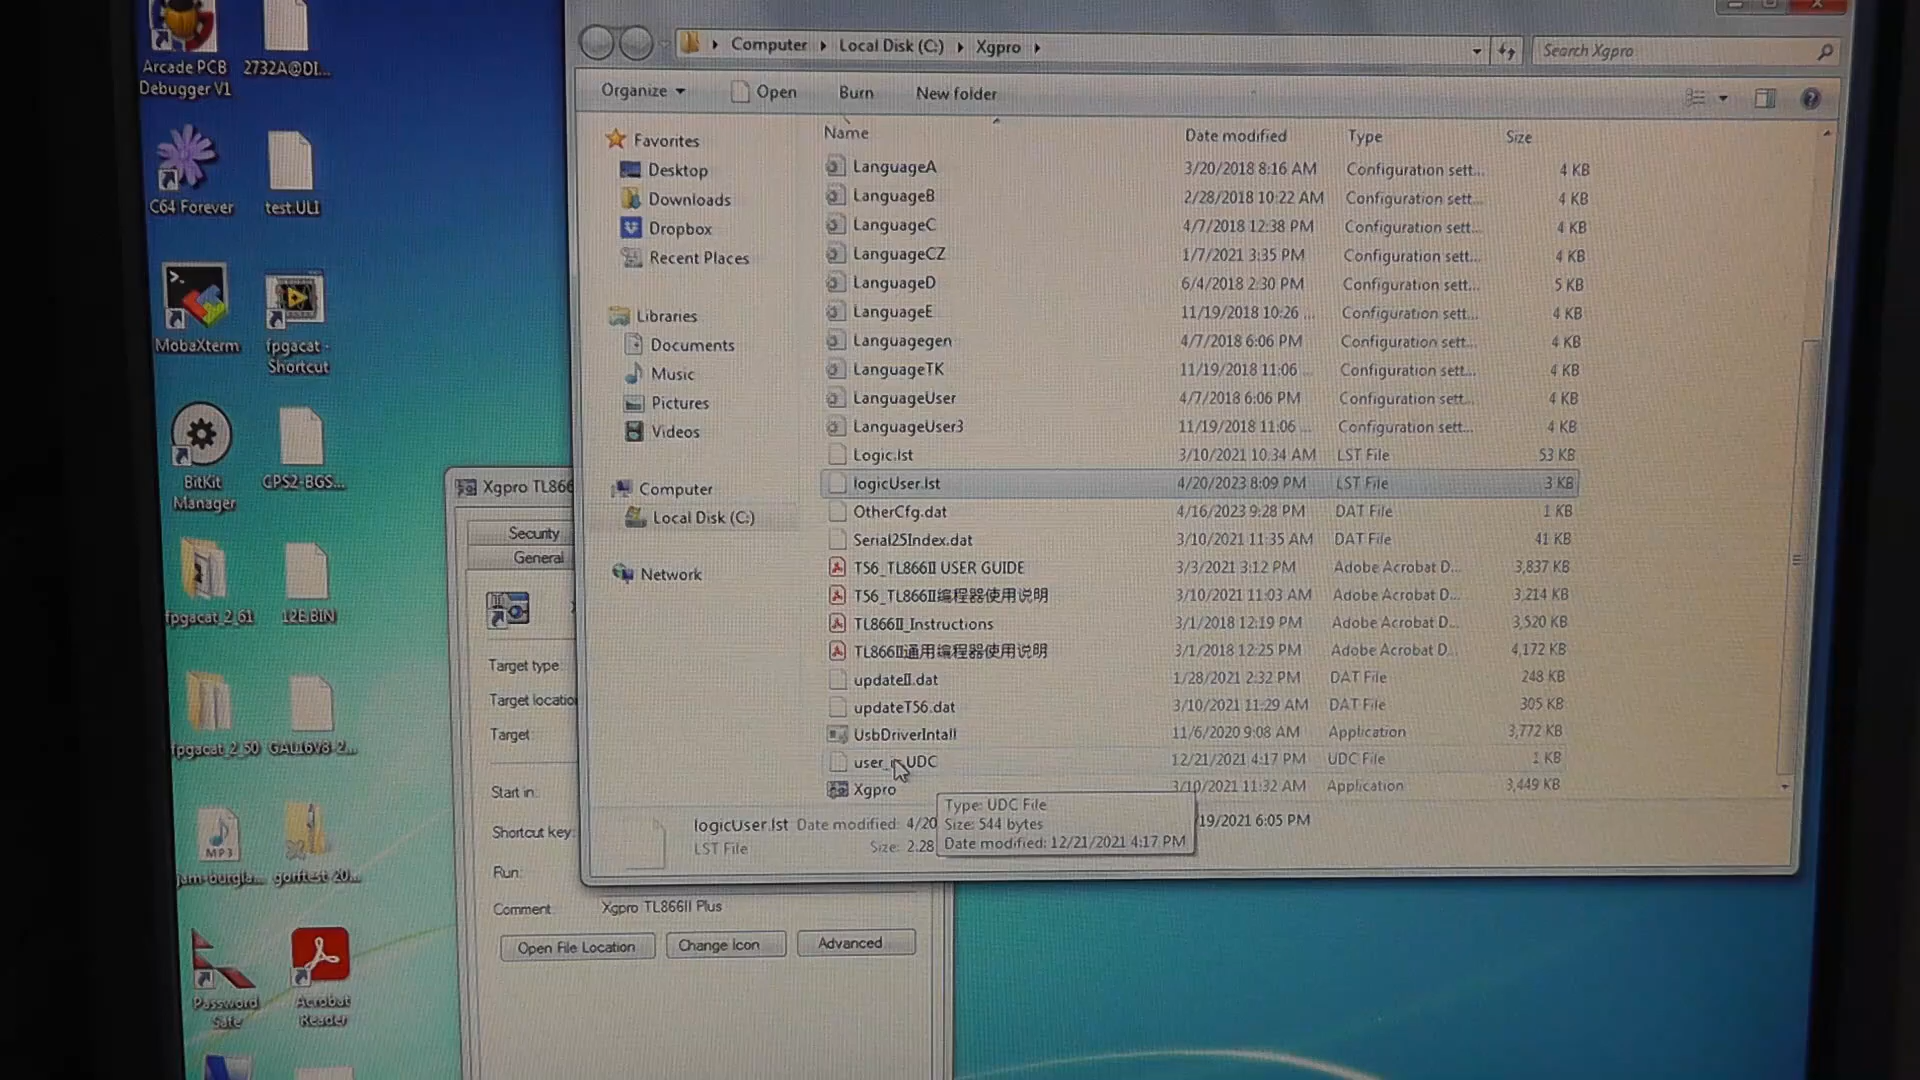 Arcade PCB
Debugger V1
2732A@DI...
C64 Forever
test.ULI
MobaXterm
fpgacat -
Shortcut
BitKit
Manager
CPS2-BGS...
fpgacat_2_61
12E.BIN
fpgacat_2_50
GAL16V8-2...
MP3
Password
Safe
Acrobat
Reader
Computer
Local Disk (C:)
Xgpro
Search Xgpro
Organize
Open
Burn
New folder
Favorites
Desktop
Downloads
Dropbox
Recent Places
Libraries
Documents
Music
Pictures
Videos
Computer
Local Disk (C:)
Network
Name Date modified Type Size
LanguageA 3/20/2018 8:16 AM Configuration sett... 4 KB
LanguageB 2/28/2018 10:22 AM Configuration sett... 4 KB
LanguageC 4/7/2018 12:38 PM Configuration sett... 4 KB
LanguageCZ 1/7/2021 3:35 PM Configuration sett... 4 KB
LanguageD 6/4/2018 2:30 PM Configuration sett... 5 KB
LanguageE 11/19/2018 10:26 ... Configuration sett... 4 KB
Languagegen 4/7/2018 6:06 PM Configuration sett... 4 KB
LanguageTK 11/19/2018 11:06 ... Configuration sett... 4 KB
LanguageUser 4/7/2018 6:06 PM Configuration sett... 4 KB
LanguageUser3 11/19/2018 11:06 ... Configuration sett... 4 KB
Logic.lst 3/10/2021 10:34 AM LST File 53 KB
logicUser.lst 4/20/2023 8:09 PM LST File 3 KB
OtherCfg.dat 4/16/2023 9:28 PM DAT File 1 KB
Serial25Index.dat 3/10/2021 11:35 AM DAT File 41 KB
T56_TL866II USER GUIDE 3/3/2021 3:12 PM Adobe Acrobat D... 3,837 KB
T56_TL866II编程器使用说明 3/10/2021 11:03 AM Adobe Acrobat D... 3,214 KB
TL866II_Instructions 3/1/2018 12:19 PM Adobe Acrobat D... 3,520 KB
TL866II通用编程器使用说明 3/1/2018 12:25 PM Adobe Acrobat D... 4,172 KB
updateII.dat 1/28/2021 2:32 PM DAT File 248 KB
updateT56.dat 3/10/2021 11:29 AM DAT File 305 KB
UsbDriverIntall 11/6/2020 9:08 AM Application 3,772 KB
UDC 12/21/2021 4:17 PM UDC File 1 KB
Xgpro 3/10/2021 11:32 AM Application 3,449 KB
Type: UDC File
Size: 544 bytes
Date modified: 12/21/2021 4:17 PM
logicUser.lst Date modified: 4/20
19/2021 6:05 PM
LST File Size: 2.28
Xgpro TL866
Security
General
Target type:
Target location
Target:
Start in:
Shortcut key:
Run:
Comment: Xgpro TL866II Plus
Open File Location
Change Icon
Advanced